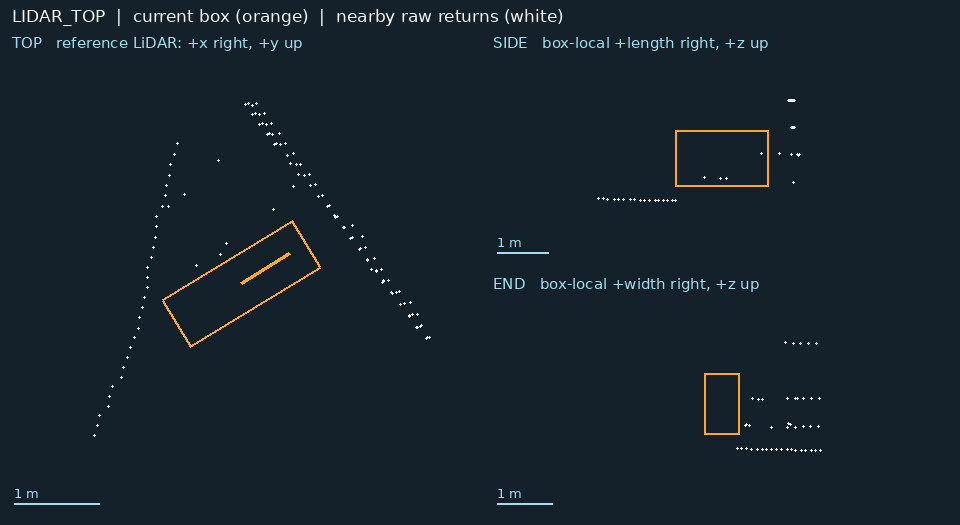 LIDAR_TOP | current box (orange) | nearby raw returns (white)
TOP reference LiDAR: +x right, +y up
SIDE box-local +length right, +z up
1 m
END box-local +width right, +z up
1 m
1 m